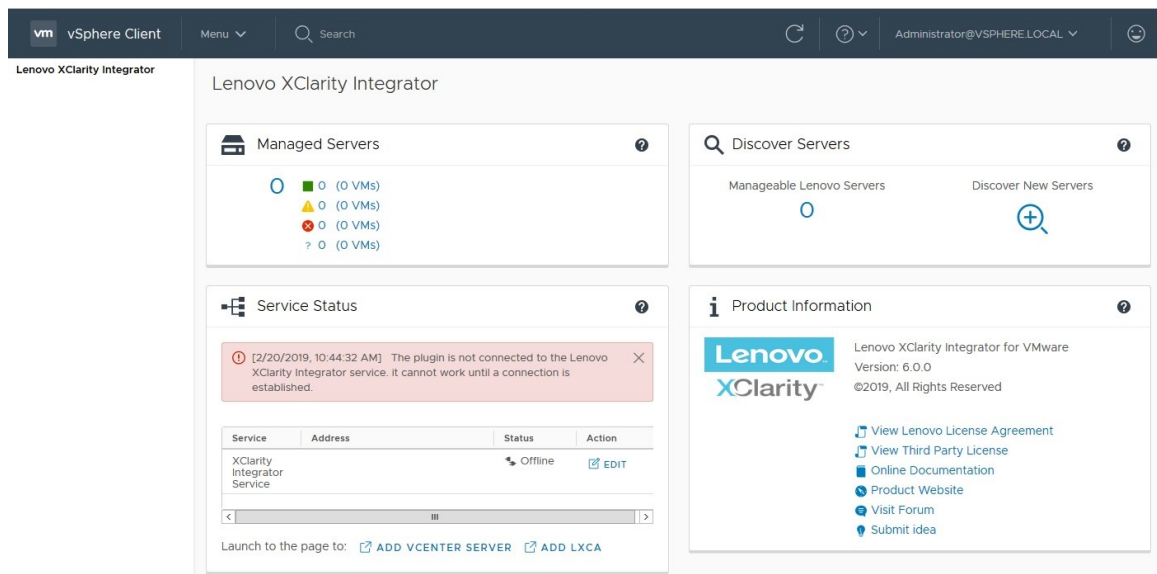 vm vSphere Client Menu Search Administrator@VSPHERE.LOCAL
Lenovo XClarity Integrator
Lenovo XClarity Integrator
Managed Servers
0 0 (0 VMs)
0 (0 VMs)
0 (0 VMs)
? 0 (0 VMs)
Discover Servers
Manageable Lenovo Servers Discover New Servers
0
Service Status
[2/20/2019, 10:44:32 AM] The plugin is not connected to the Lenovo
XClarity Integrator service. it cannot work until a connection is
established.
Service Address Status Action
XClarity Offline EDIT
Integrator
Service
Launch to the page to: ADD VCENTER SERVER ADD LXCA
Product Information
Lenovo.
XClarity™
Lenovo XClarity Integrator for VMware
Version: 6.0.0
©2019, All Rights Reserved
View Lenovo License Agreement
View Third Party License
Online Documentation
Product Website
Visit Forum
Submit idea